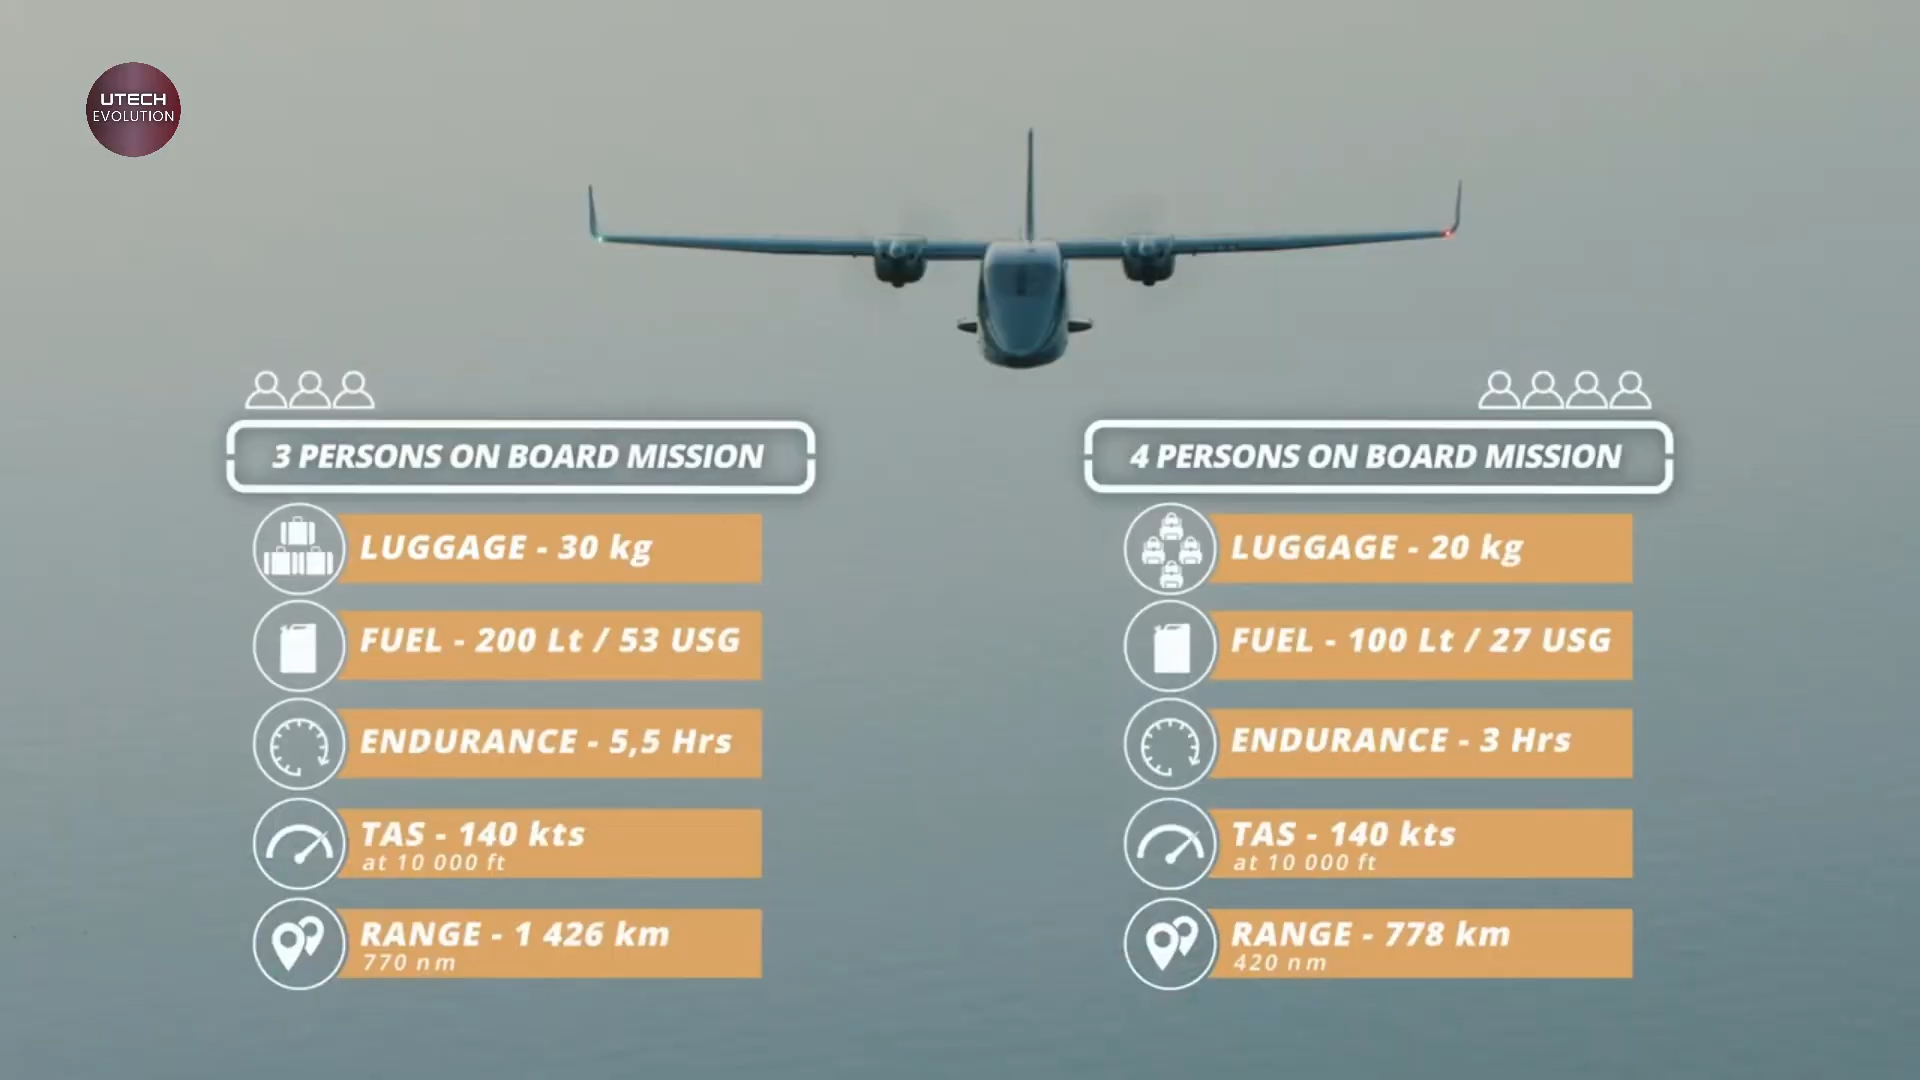 UTECH
EVOLUTION
3 PERSONS ON BOARD MISSION
LUGGAGE - 30 kg
FUEL - 200 Lt / 53 USG
ENDURANCE - 5,5 Hrs
TAS - 140 kts
at 10 000 ft
RANGE - 1 426 km
770 nm
4 PERSONS ON BOARD MISSION
LUGGAGE - 20 kg
FUEL - 100 Lt / 27 USG
ENDURANCE - 3 Hrs
TAS - 140 kts
at 10 000 ft
RANGE - 778 km
420 nm